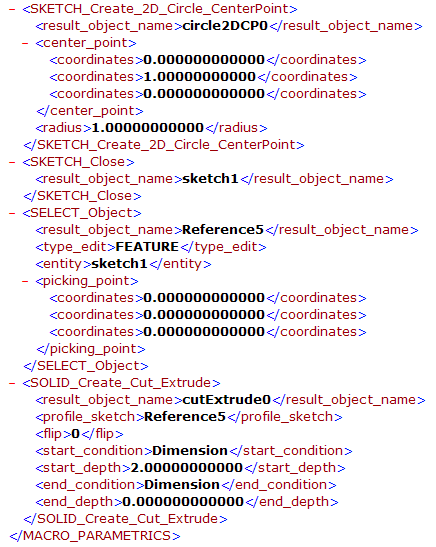 - <SKETCH_Create_2D_Circle_CenterPoint>
<result_object_name>circle2DCP0</result_object_name>
- <center_point>
<coordinates>0.000000000000</coordinates>
<coordinates>1.00000000000</coordinates>
<coordinates>0.000000000000</coordinates>
</center_point>
<radius>1.00000000000</radius>
</SKETCH_Create_2D_Circle_CenterPoint>
- <SKETCH_Close>
<result_object_name>sketch1</result_object_name>
</SKETCH_Close>
- <SELECT_Object>
<result_object_name>Reference5</result_object_name>
<type_edit>FEATURE</type_edit>
<entity>sketch1</entity>
- <picking_point>
<coordinates>0.000000000000</coordinates>
<coordinates>0.000000000000</coordinates>
<coordinates>0.000000000000</coordinates>
</picking_point>
</SELECT_Object>
- <SOLID_Create_Cut_Extrude>
<result_object_name>cutExtrude0</result_object_name>
<profile_sketch>Reference5</profile_sketch>
<flip>0</flip>
<start_condition>Dimension</start_condition>
<start_depth>2.00000000000</start_depth>
<end_condition>Dimension</end_condition>
<end_depth>0.000000000000</end_depth>
</SOLID_Create_Cut_Extrude>
</MACRO_PARAMETRICS>